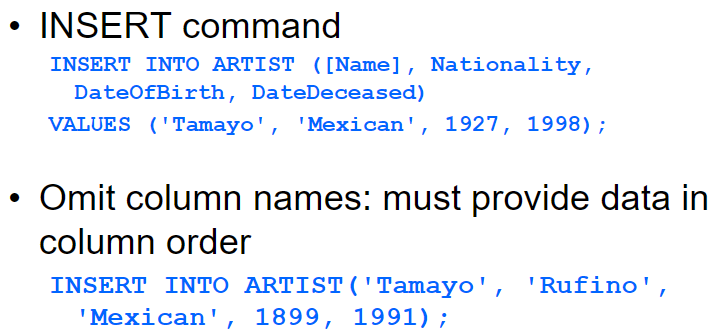 • INSERT command
INSERT INTO ARTIST ([Name], Nationality,
DateOfBirth, DateDeceased)
VALUES ('Tamayo', 'Mexican', 1927, 1998);
• Omit column names: must provide data in
column order
INSERT INTO ARTIST('Tamayo', 'Rufino',
'Mexican', 1899, 1991);